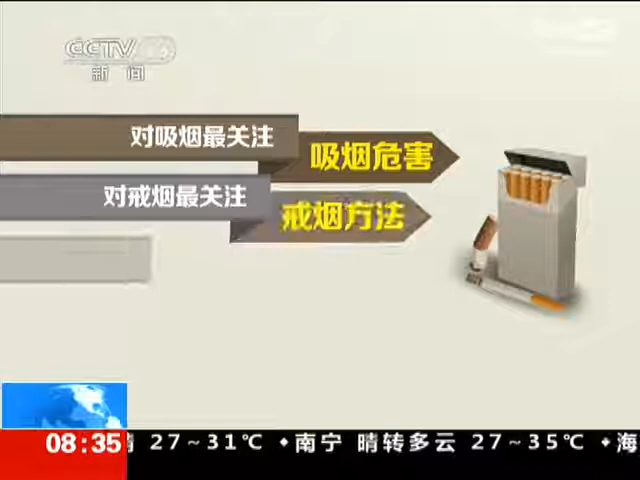 CCTV
新闻
对吸烟最关注
吸烟危害
对戒烟最关注
戒烟方法
08:35
晴 27~31℃ ◆南宁 晴转多云 27~35℃ ◆海